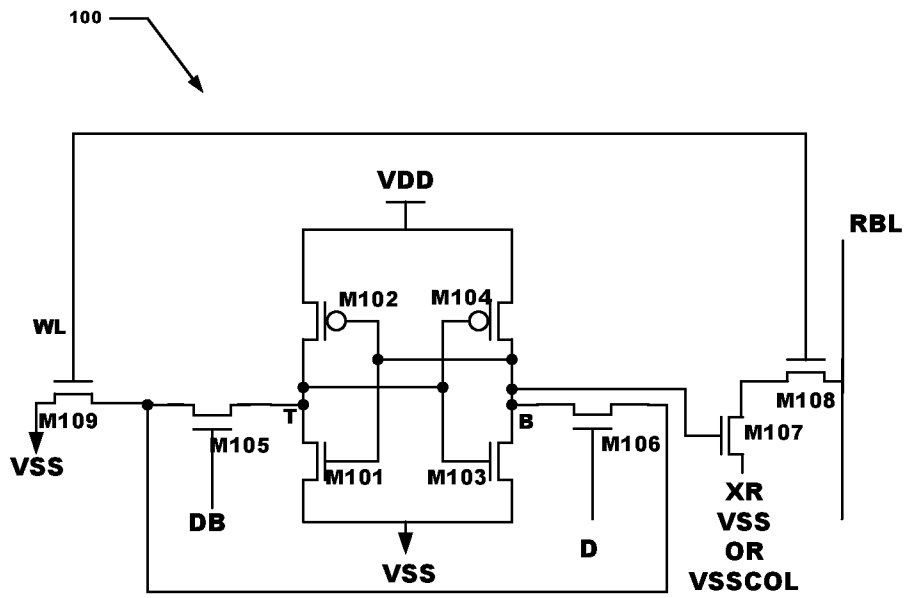 100
VDD
RBL
M102
M104
WL
M108
M109
T
B
M105
M106
M107
M101
M103
VSS
DB
D
XR
VSS
OR
VSSCOL
VSS